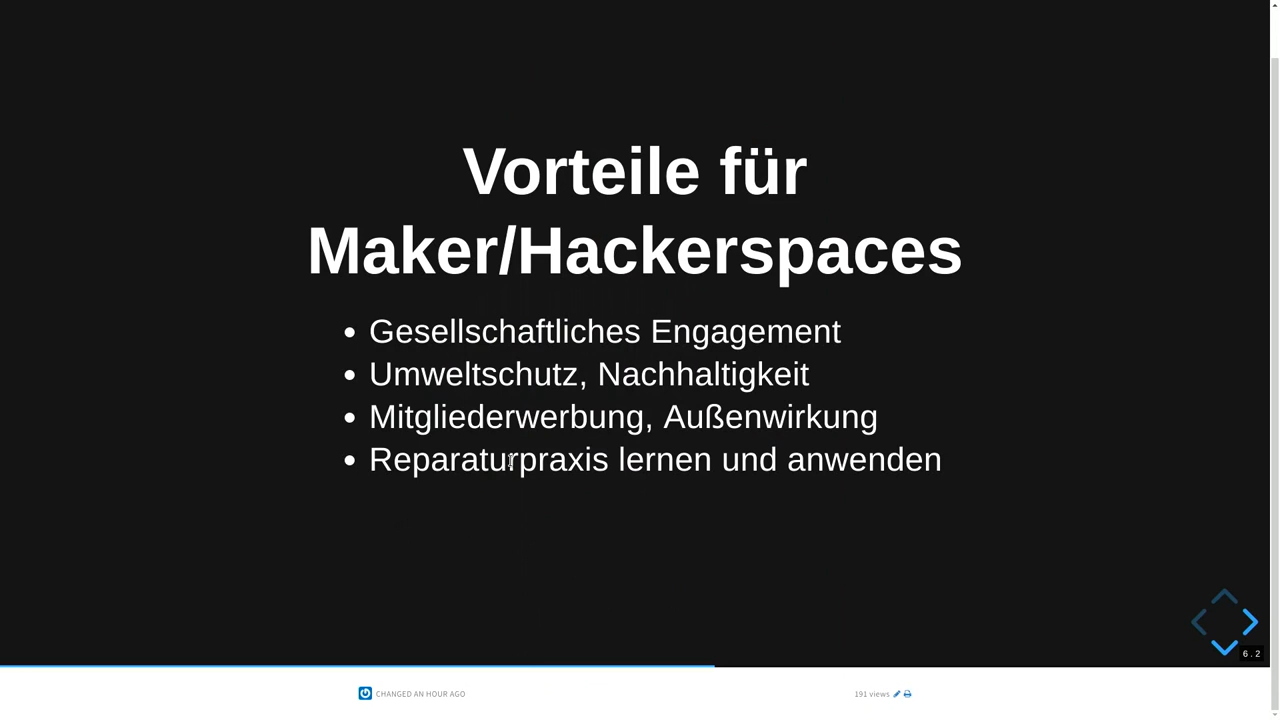 Vorteile für
Maker/Hackerspaces
Gesellschaftliches Engagement
Umweltschutz, Nachhaltigkeit
Mitgliederwerbung, Außenwirkung
Reparaturpraxis lernen und anwenden
6.2
CHANGED AN HOUR AGO
191 views